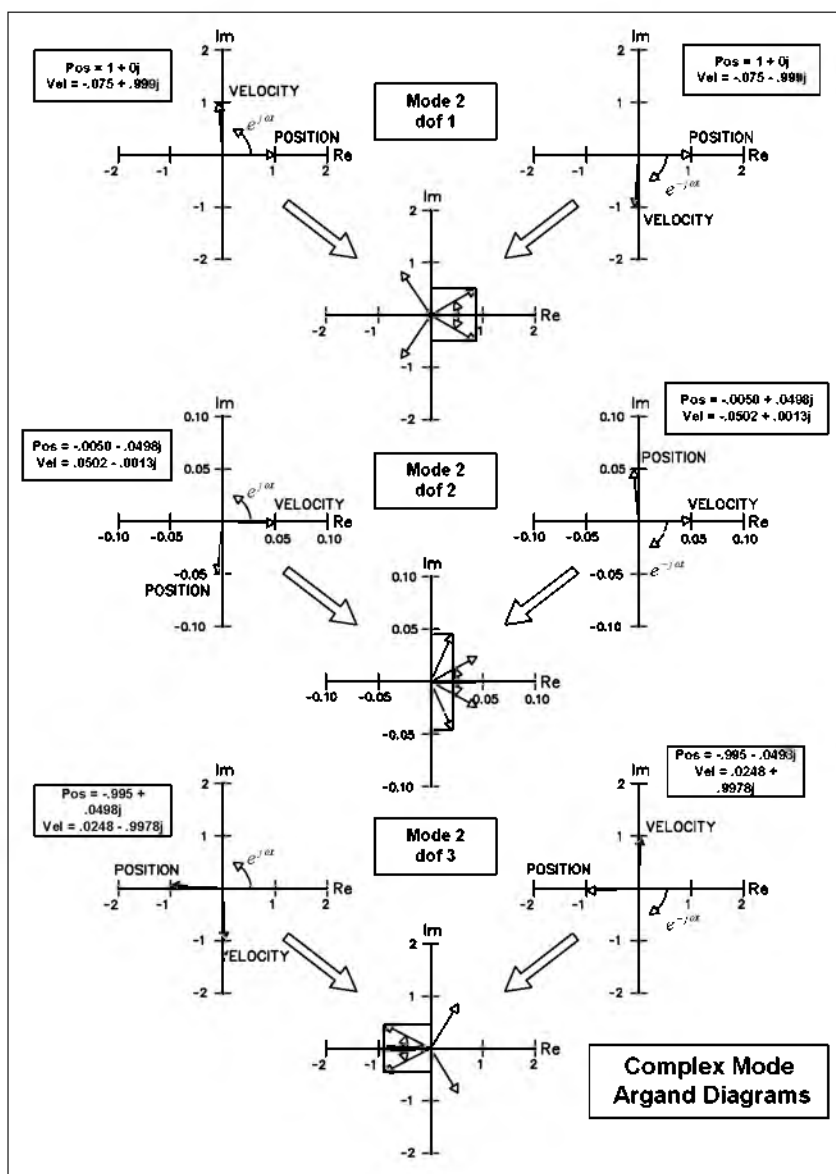 Im
2
1
-2
-1
1
2
Re
-1
-2
Pos = 1 + 0j
Vel = -.075 + .999j
VELOCITY
e^jωt
POSITION
Mode 2
dof 1
Im
2
1
-2
-1
1
2
Re
-1
-2
Pos = 1 + 0j
Vel = -.075 - .999j
POSITION
e^-jωt
VELOCITY
Im
2
1
-2
-1
1
2
Re
-1
-2
Im
0.10
0.05
-0.10
-0.05
0.05
0.10
Re
-0.05
-0.10
Pos = -.0050 - .0498j
Vel = .0502 - .0013j
e^jωt
VELOCITY
POSITION
Mode 2
dof 2
Im
0.10
0.05
-0.10
-0.05
0.05
0.10
Re
-0.05
-0.10
Pos = -.0050 + .0498j
Vel = -.0502 + .0013j
POSITION
VELOCITY
e^-jωt
Im
0.10
0.05
-0.10
-0.05
0.05
0.10
Re
-0.05
-0.10
Im
2
1
-2
-1
1
2
Re
-1
-2
Pos = -.995 +
.0498j
Vel = .0248 - .9978j
e^jωt
POSITION
VELOCITY
Mode 2
dof 3
Im
2
1
-2
-1
1
2
Re
-1
-2
Pos = -.995 - .0498j
Vel = .0248 +
.9978j
VELOCITY
POSITION
e^-jωt
Im
2
1
-2
-1
1
2
Re
-1
-2
Complex Mode
Argand Diagrams